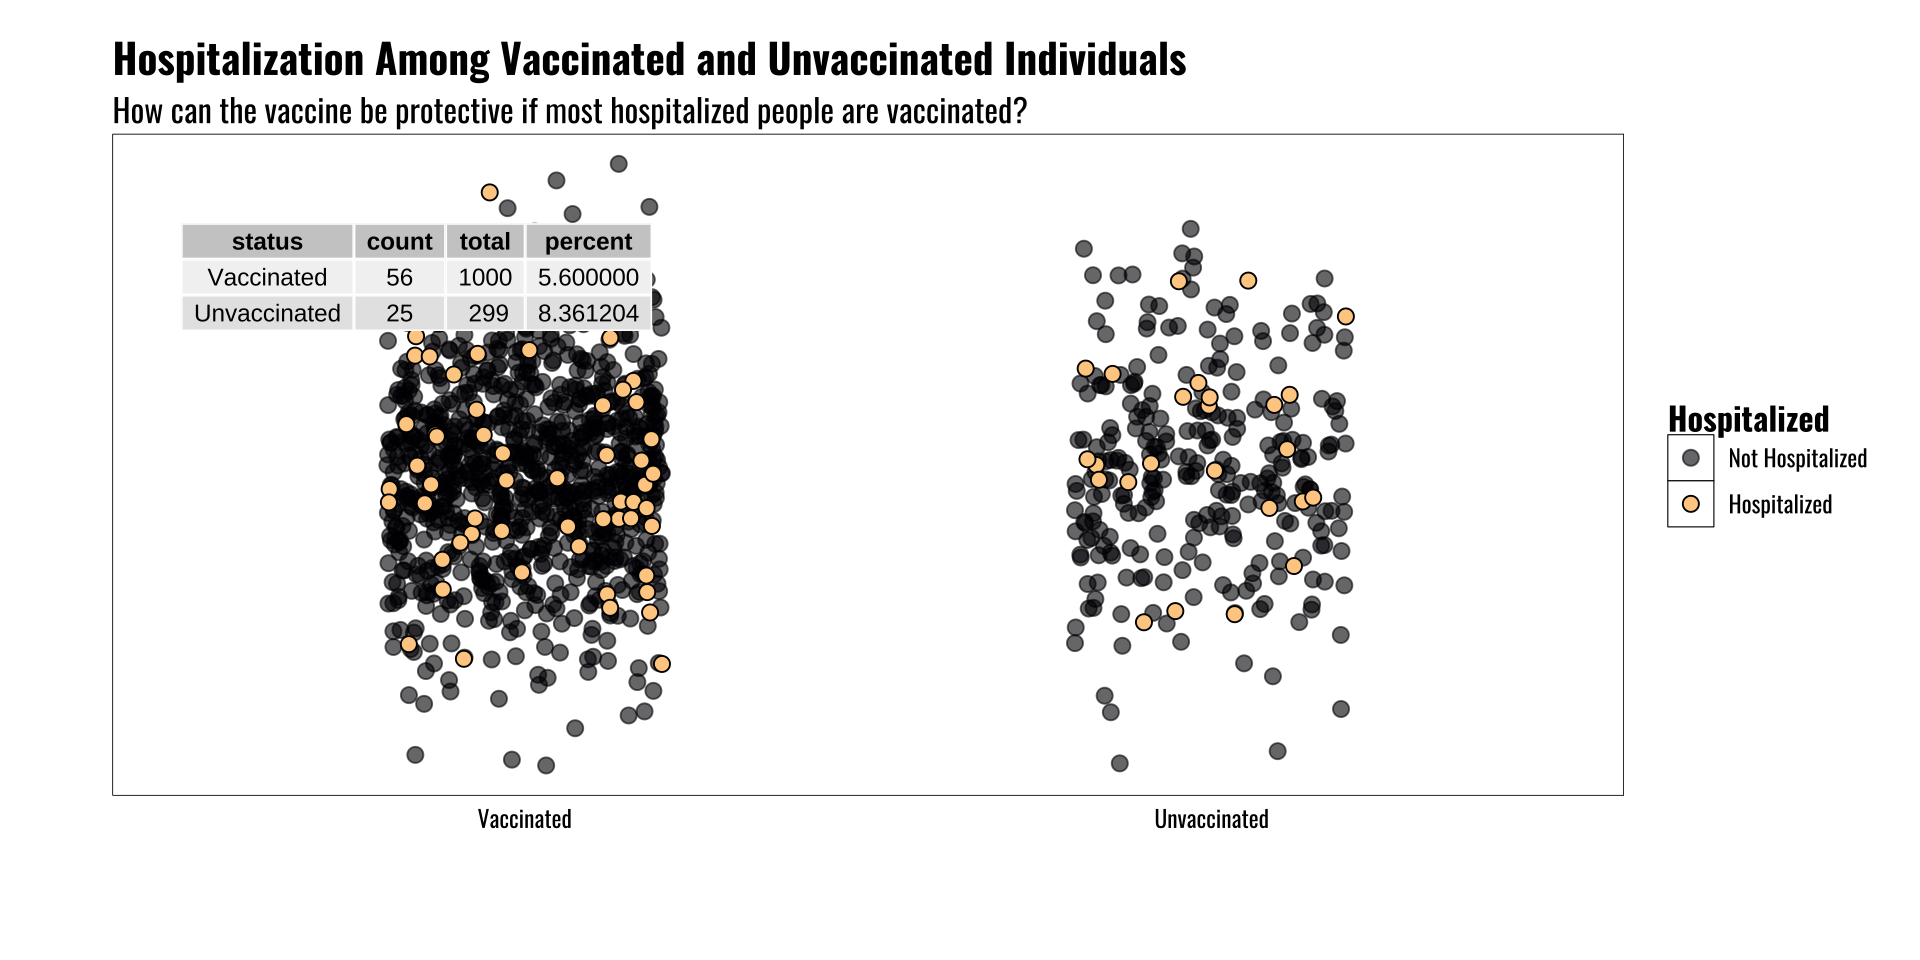 Hospitalization Among Vaccinated and Unvaccinated Individuals
How can the vaccine be protective if most hospitalized people are vaccinated?
status count total percent
Vaccinated 56 1000 5.600000
Unvaccinated 25 299 8.361204
Hospitalized
Not Hospitalized
Hospitalized
Vaccinated Unvaccinated